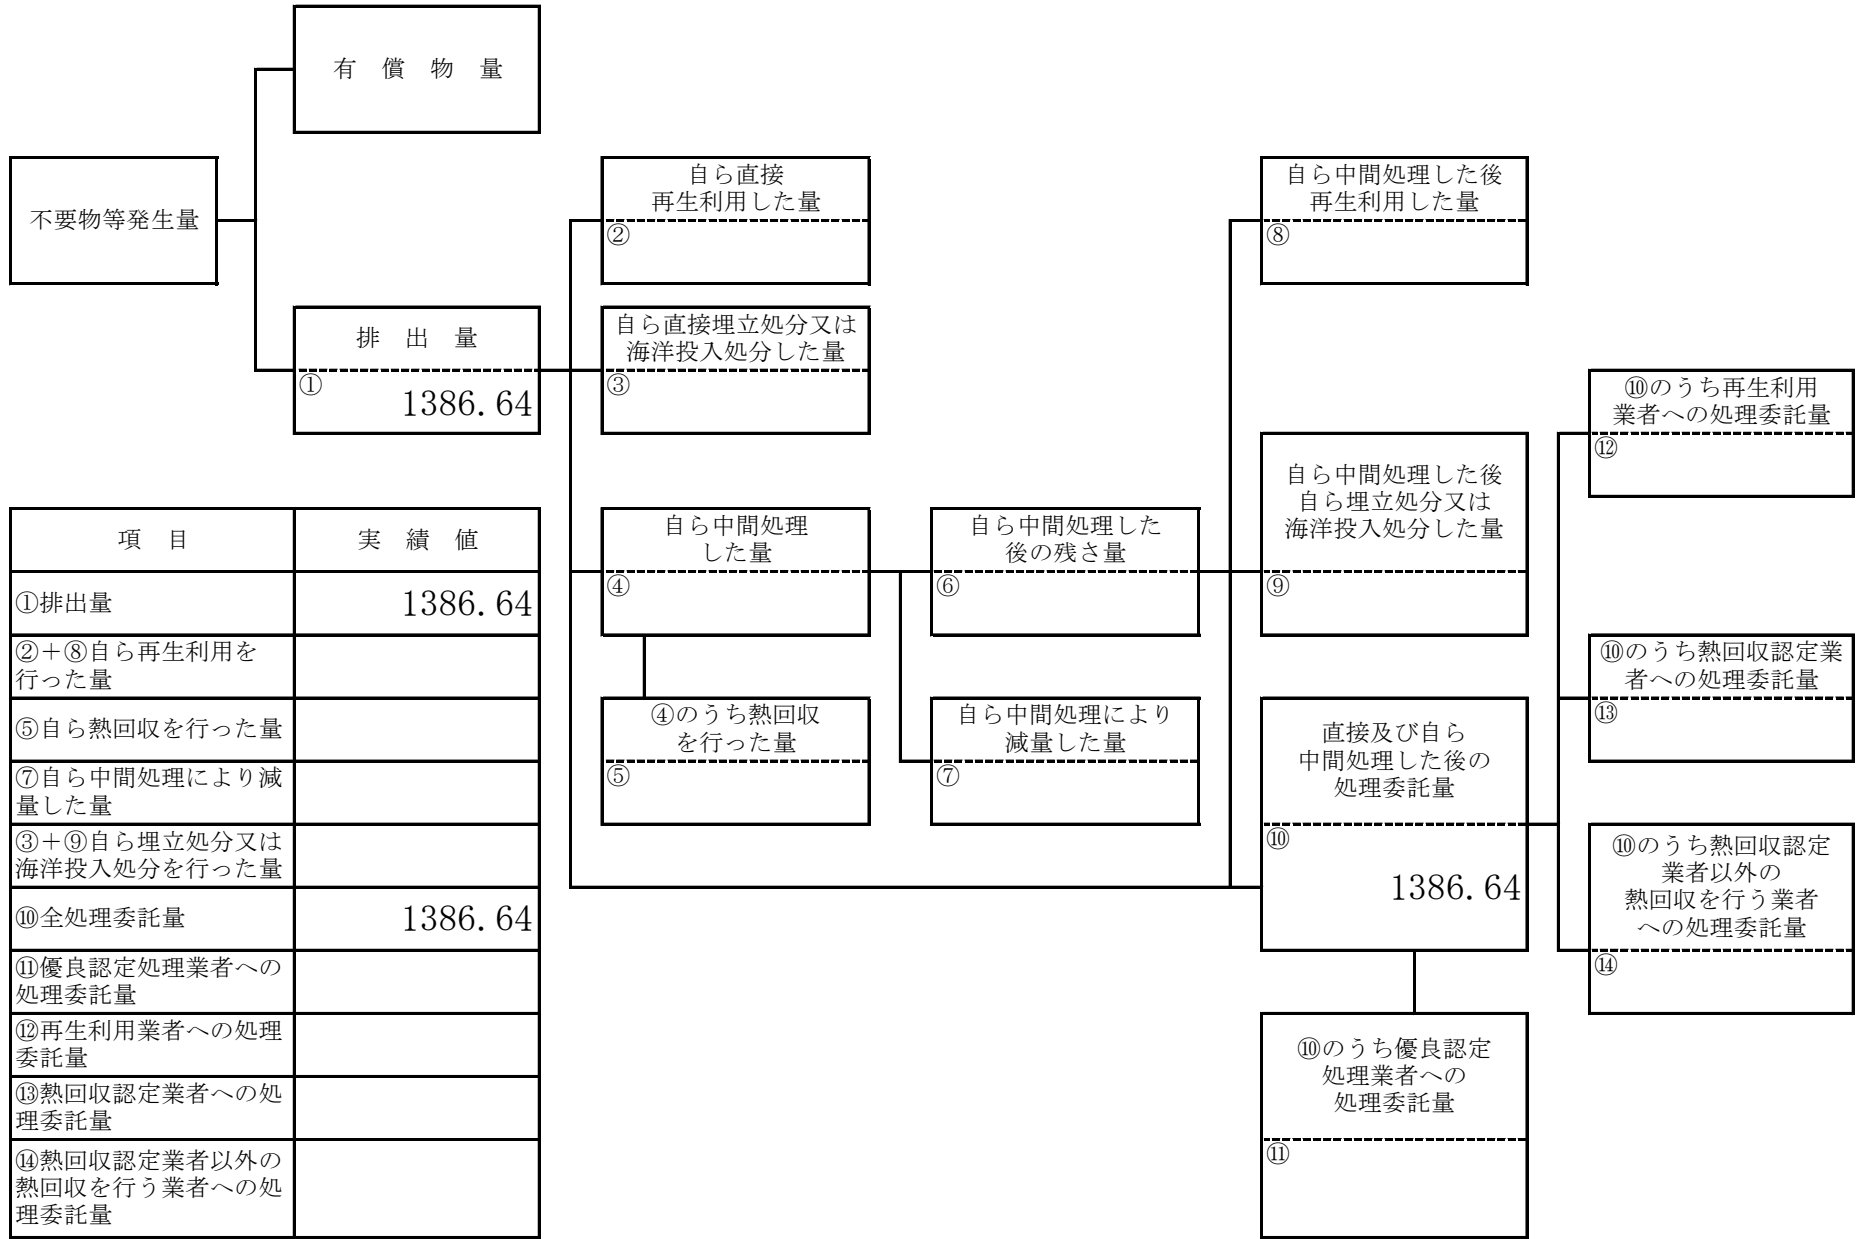 有 償 物 量
不要物等発生量
排 出 量
①
1386.64
自ら直接
再生利用した量
②
自ら直接埋立処分又は
海洋投入処分した量
③
自ら中間処理
した量
④
④のうち熱回収
を行った量
⑤
自ら中間処理した
後の残さ量
⑥
自ら中間処理により
減量した量
⑦
自ら中間処理した後
再生利用した量
⑧
自ら中間処理した後
自ら埋立処分又は
海洋投入処分した量
⑨
直接及び自ら
中間処理した後の
処理委託量
⑩
1386.64
⑩のうち優良認定
処理業者への
処理委託量
⑪
⑩のうち再生利用
業者への処理委託量
⑫
⑩のうち熱回収認定業
者への処理委託量
⑬
⑩のうち熱回収認定
業者以外の
熱回収を行う業者
への処理委託量
⑭
項 目
実 績 値
①排出量
1386.64
②+⑧自ら再生利用を
行った量
⑤自ら熱回収を行った量
⑦自ら中間処理により減
量した量
③+⑨自ら埋立処分又は
海洋投入処分を行った量
⑩全処理委託量
1386.64
⑪優良認定処理業者への
処理委託量
⑫再生利用業者への処理
委託量
⑬熱回収認定業者への処
理委託量
⑭熱回収認定業者以外の
熱回収を行う業者への処
理委託量